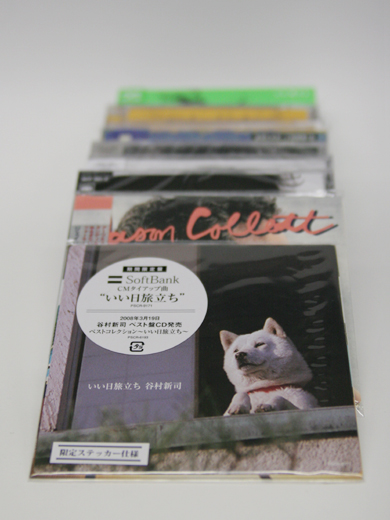 Jason Collett
期間限定盤
SoftBank
CMタイアップ曲
“いい日旅立ち”
2008年3月19日
谷村新司 ベスト盤CD発売
ベストコレクション〜いい日旅立ち〜
いい日旅立ち 谷村新司
限定ステッカー仕様